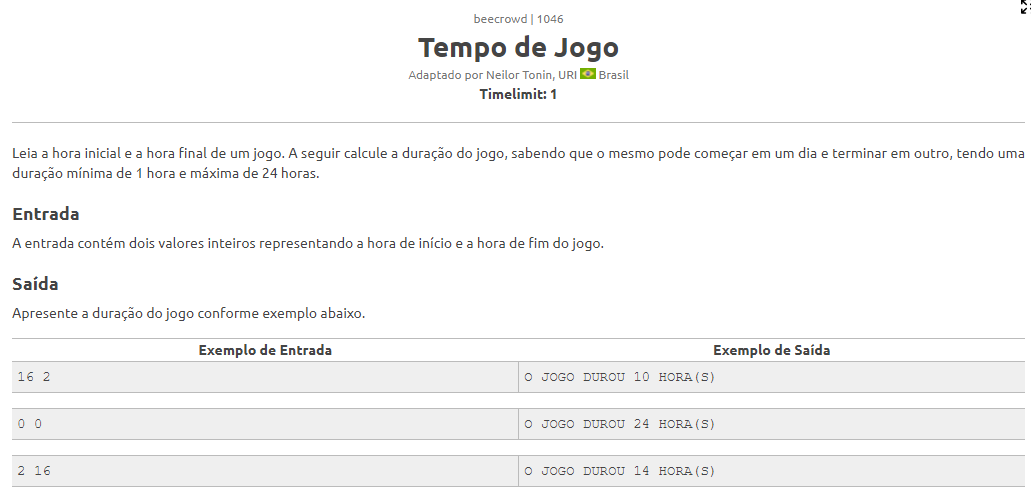 beecrowd | 1046
Tempo de Jogo
Adaptado por Neilor Tonin, URI Brasil
Timelimit: 1
Leia a hora inicial e a hora final de um jogo. A seguir calcule a duração do jogo, sabendo que o mesmo pode começar em um dia e terminar em outro, tendo uma
duração mínima de 1 hora e máxima de 24 horas.
Entrada
A entrada contém dois valores inteiros representando a hora de início e a hora de fim do jogo.
Saída
Apresente a duração do jogo conforme exemplo abaixo.
Exemplo de Entrada Exemplo de Saída
16 2 O JOGO DUROU 10 HORA(S)
0 0 O JOGO DUROU 24 HORA(S)
2 16 O JOGO DUROU 14 HORA(S)